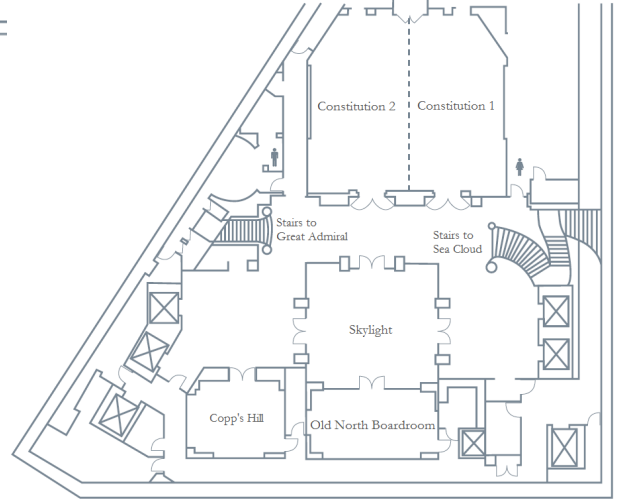 Constitution 2
Constitution 1
Stairs to
Great Admiral
Stairs to
Sea Cloud
Skylight
Copp's Hill
Old North Boardroom